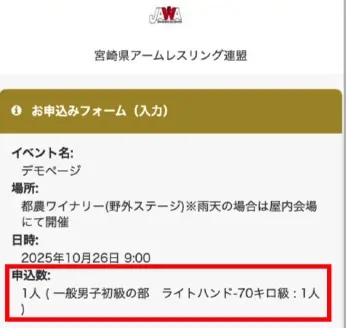 JAWA
宮崎県アームレスリング連盟
お申込みフォーム（入力）
イベント名:
デモページ
場所:
都農ワイナリー(野外ステージ)※雨天の場合は屋内会場
にて開催
日時:
2025年10月26日 9:00
申込数:
1人 ( 一般男子初級の部　ライトハンド-70キロ級 : 1人
)